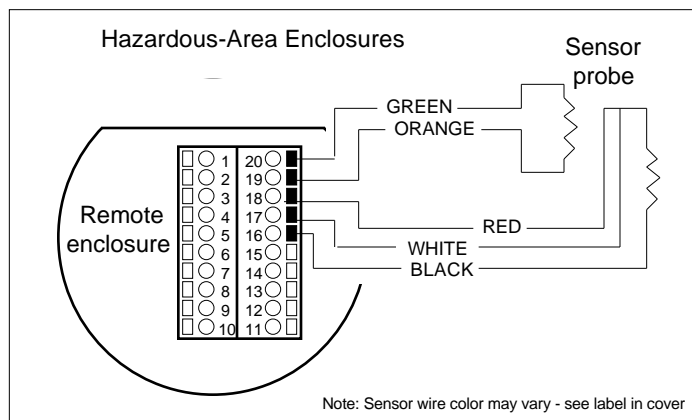 Hazardous-Area Enclosures
Sensor
probe
GREEN
ORANGE
RED
WHITE
BLACK
Remote
enclosure
1 20
2 19
3 18
4 17
5 16
6 15
7 14
8 13
9 12
10 11
Note: Sensor wire color may vary - see label in cover